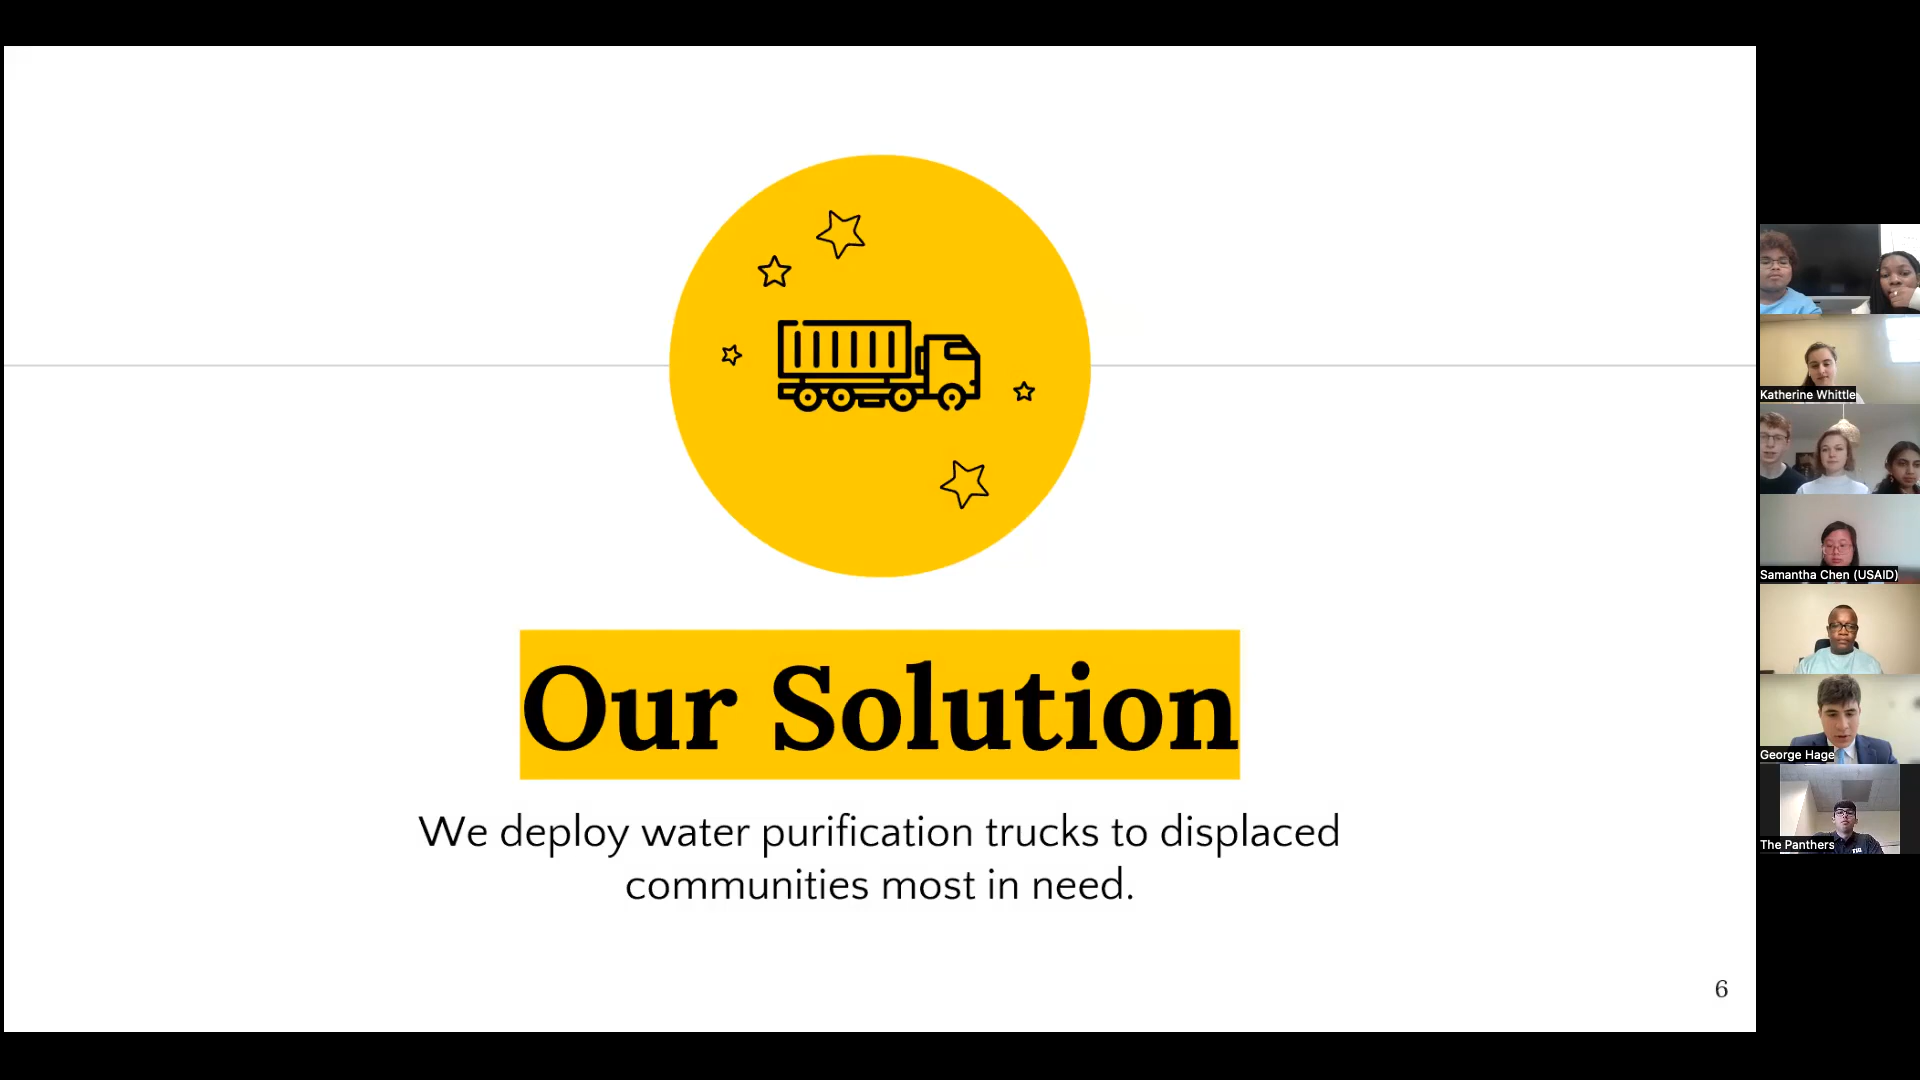 Our Solution
We deploy water purification trucks to displaced
communities most in need.
6
Katherine Whittle
Samantha Chen (USAID)
George Hage
The Panthers